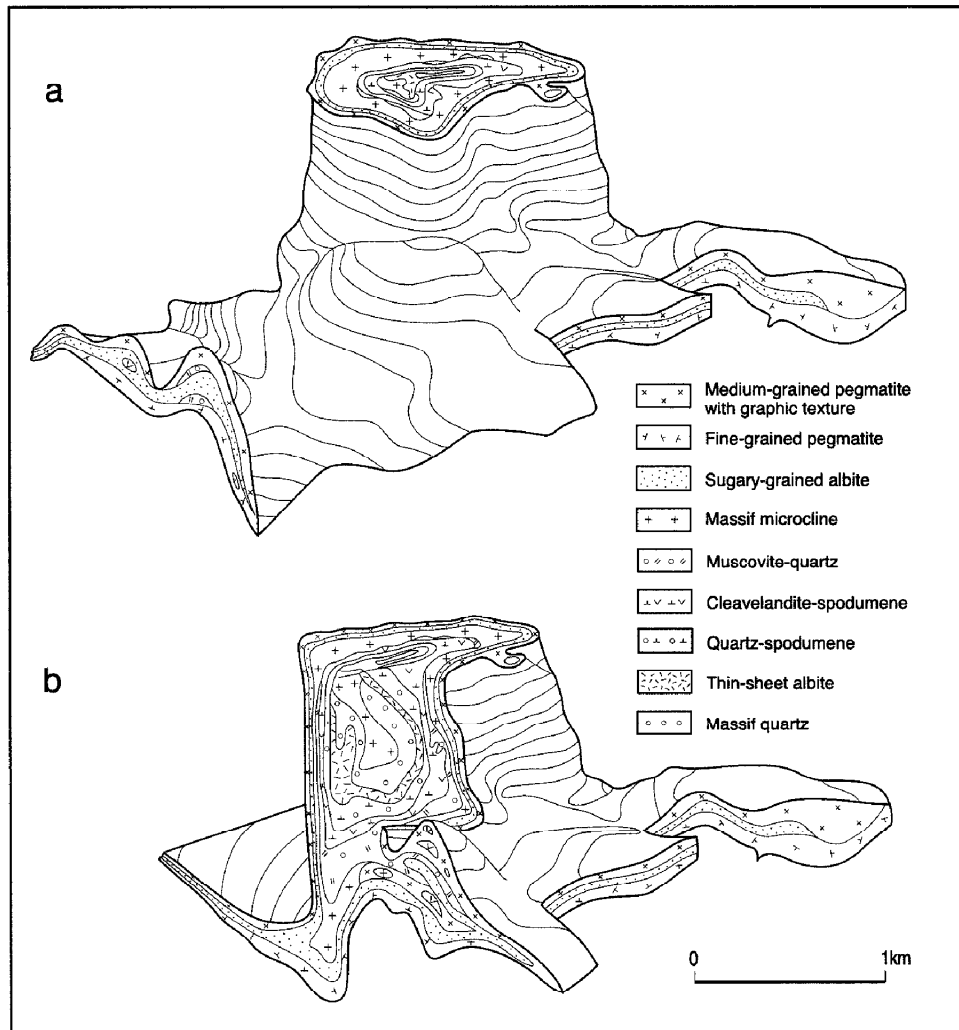 a
Medium-grained pegmatite
with graphic texture
Fine-grained pegmatite
Sugary-grained albite
Massif microcline
Muscovite-quartz
Cleavelandite-spodumene
Quartz-spodumene
Thin-sheet albite
Massif quartz
b
0 1km